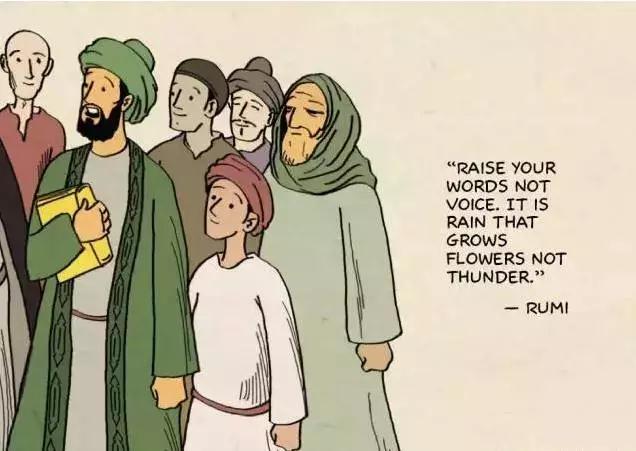 “RAISE YOUR
WORDS NOT
VOICE. IT IS
RAIN THAT
GROWS
FLOWERS NOT
THUNDER.”
— RUMI